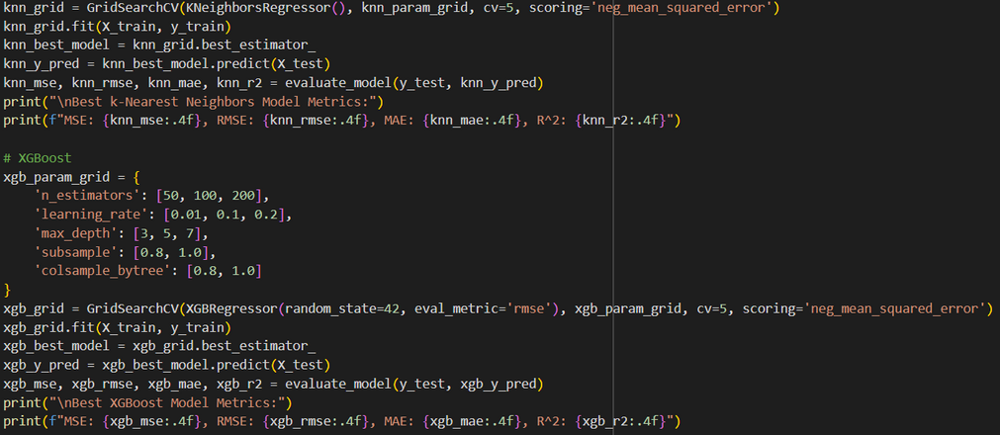 knn_grid = GridSearchCV(KNeighborsRegressor(), knn_param_grid, cv=5, scoring='neg_mean_squared_error')
knn_grid.fit(X_train, y_train)
knn_best_model = knn_grid.best_estimator_
knn_y_pred = knn_best_model.predict(X_test)
knn_mse, knn_rmse, knn_mae, knn_r2 = evaluate_model(y_test, knn_y_pred)
print("\nBest k-Nearest Neighbors Model Metrics:")
print(f"MSE: {knn_mse:.4f}, RMSE: {knn_rmse:.4f}, MAE: {knn_mae:.4f}, R^2: {knn_r2:.4f}")

# XGBoost
xgb_param_grid = {
    'n_estimators': [50, 100, 200],
    'learning_rate': [0.01, 0.1, 0.2],
    'max_depth': [3, 5, 7],
    'subsample': [0.8, 1.0],
    'colsample_bytree': [0.8, 1.0]
}
xgb_grid = GridSearchCV(XGBRegressor(random_state=42, eval_metric='rmse'), xgb_param_grid, cv=5, scoring='neg_mean_squared_error')
xgb_grid.fit(X_train, y_train)
xgb_best_model = xgb_grid.best_estimator_
xgb_y_pred = xgb_best_model.predict(X_test)
xgb_mse, xgb_rmse, xgb_mae, xgb_r2 = evaluate_model(y_test, xgb_y_pred)
print("\nBest XGBoost Model Metrics:")
print(f"MSE: {xgb_mse:.4f}, RMSE: {xgb_rmse:.4f}, MAE: {xgb_mae:.4f}, R^2: {xgb_r2:.4f}")